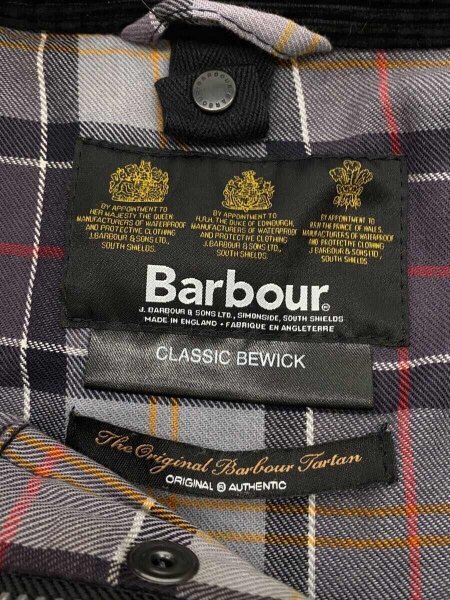 BARBOUR
BY APPOINTMENT TO
HER MAJESTY THE QUEEN
MANUFACTURERS OF WATERPROOF
AND PROTECTIVE CLOTHING
J.BARBOUR & SONS LTD.
SOUTH SHIELDS
BY APPOINTMENT TO
H.R.H. THE DUKE OF EDINBURGH,
MANUFACTURERS OF WATERPROOF
AND PROTECTIVE CLOTHING
J.BARBOUR & SONS LTD.
SOUTH SHIELDS
BY APPOINTMENT TO
HRH THE PRINCE OF WALES,
MANUFACTURERS OF WATERPROOF
AND PROTECTIVE CLOTHING
J.BARBOUR & SONS LTD.
SOUTH SHIELDS
Barbour®
J. BARBOUR & SONS LTD., SIMONSIDE, SOUTH SHIELDS
MADE IN ENGLAND • FABRIQUE EN ANGLETERRE
CLASSIC BEWICK
The Original Barbour Tartan
ORIGINAL & AUTHENTIC